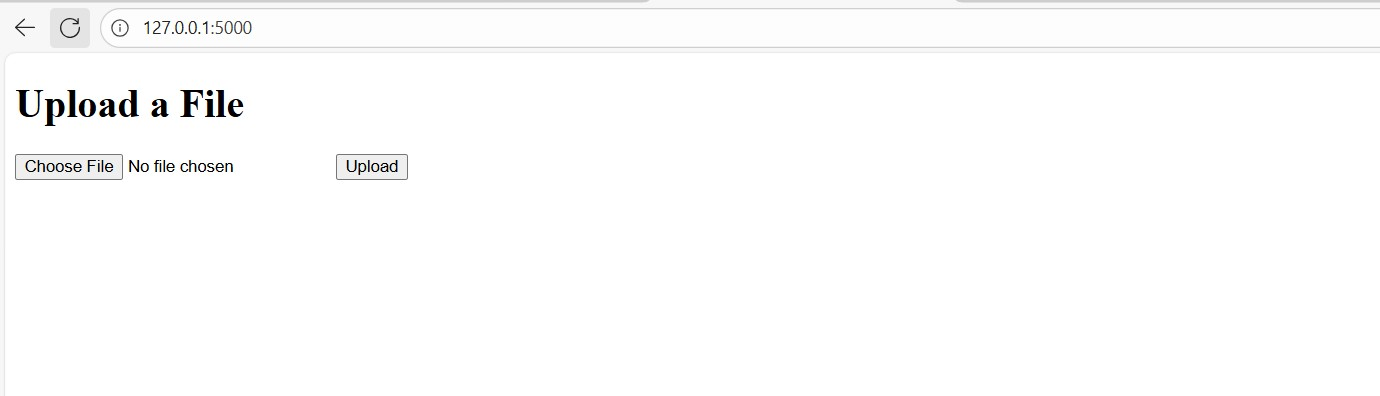 127.0.0.1:5000
Upload a File
Choose File No file chosen Upload